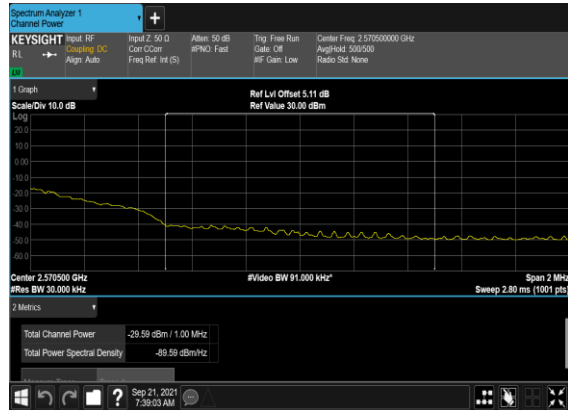 Spectrum Analyzer 1
Channel Power
KEYSIGHT
RL
Input: RF
Coupling: DC
Align: Auto
Input Z: 50 Ω
Corr CCorr
Freq Ref: Int (S)
Atten: 50 dB
#PNO: Fast
Trig: Free Run
Gate: Off
#IF Gain: Low
Center Freq: 2.570500000 GHz
Avg|Hold: 500/500
Radio Std: None
1 Graph
Scale/Div 10.0 dB
Ref Lvl Offset 5.11 dB
Ref Value 30.00 dBm
Log
20.0
10.0
0.00
-10.0
-20.0
-30.0
-40.0
-50.0
-60.0
Center 2.570500 GHz
#Video BW 91.000 kHz*
Span 2 MHz
#Res BW 30.000 kHz
Sweep 2.80 ms (1001 pts)
2 Metrics
Total Channel Power -29.59 dBm / 1.00 MHz
Total Power Spectral Density -89.59 dBm/Hz
?
Sep 21, 2021
7:39:03 AM